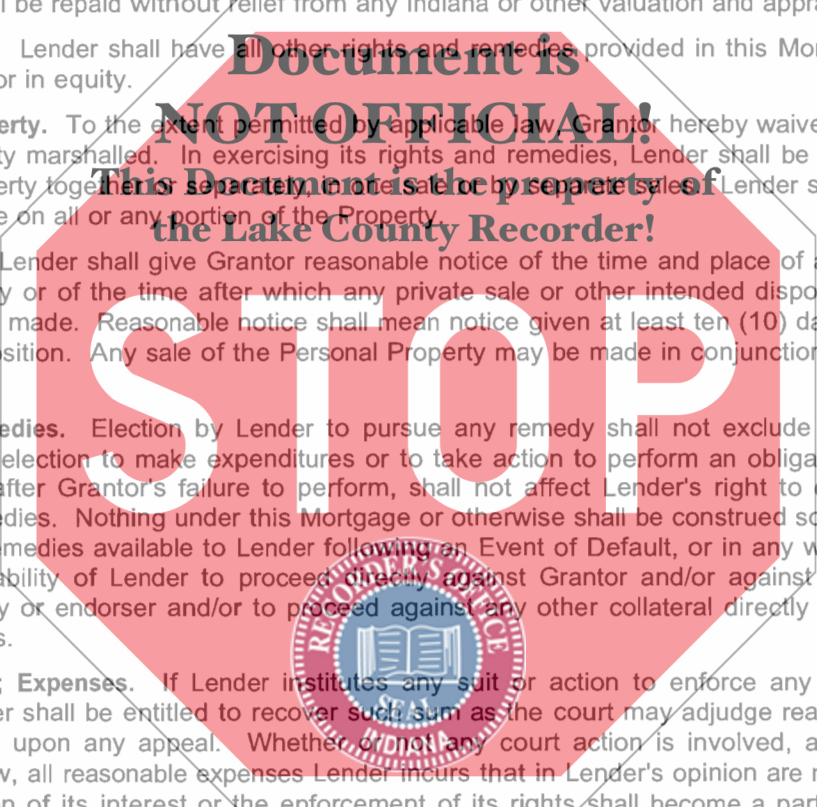 l be repaid without relief from any Indiana or other valuation and appra
Lender shall have all other rights and remedies provided in this Mor
or in equity.
erty. To the extent permitted by applicable law, Grantor hereby waive
ty marshalled. In exercising its rights and remedies, Lender shall be
erty together or separately, in one sale or by separate sales. Lender s
e on all or any portion of the Property.
Lender shall give Grantor reasonable notice of the time and place of a
y or of the time after which any private sale or other intended dispo
made. Reasonable notice shall mean notice given at least ten (10) da
sition. Any sale of the Personal Property may be made in conjunction
edies. Election by Lender to pursue any remedy shall not exclude
election to make expenditures or to take action to perform an obliga
after Grantor's failure to perform, shall not affect Lender's right to
edies. Nothing under this Mortgage or otherwise shall be construed so
emedies available to Lender following an Event of Default, or in any w
ability of Lender to proceed directly against Grantor and/or against
y or endorser and/or to proceed against any other collateral directly
s.
; Expenses. If Lender institutes any suit or action to enforce any
er shall be entitled to recover such sum as the court may adjudge rea
upon any appeal. Whether or not any court action is involved, a
w, all reasonable expenses Lender incurs that in Lender's opinion are n
on of its interest or the enforcement of its rights shall become a part
Document is
NOT OFFICIAL!
This Document is the property of
the Lake County Recorder!
STOP
RECORDER'S OFFICE
SEAL
INDIANA